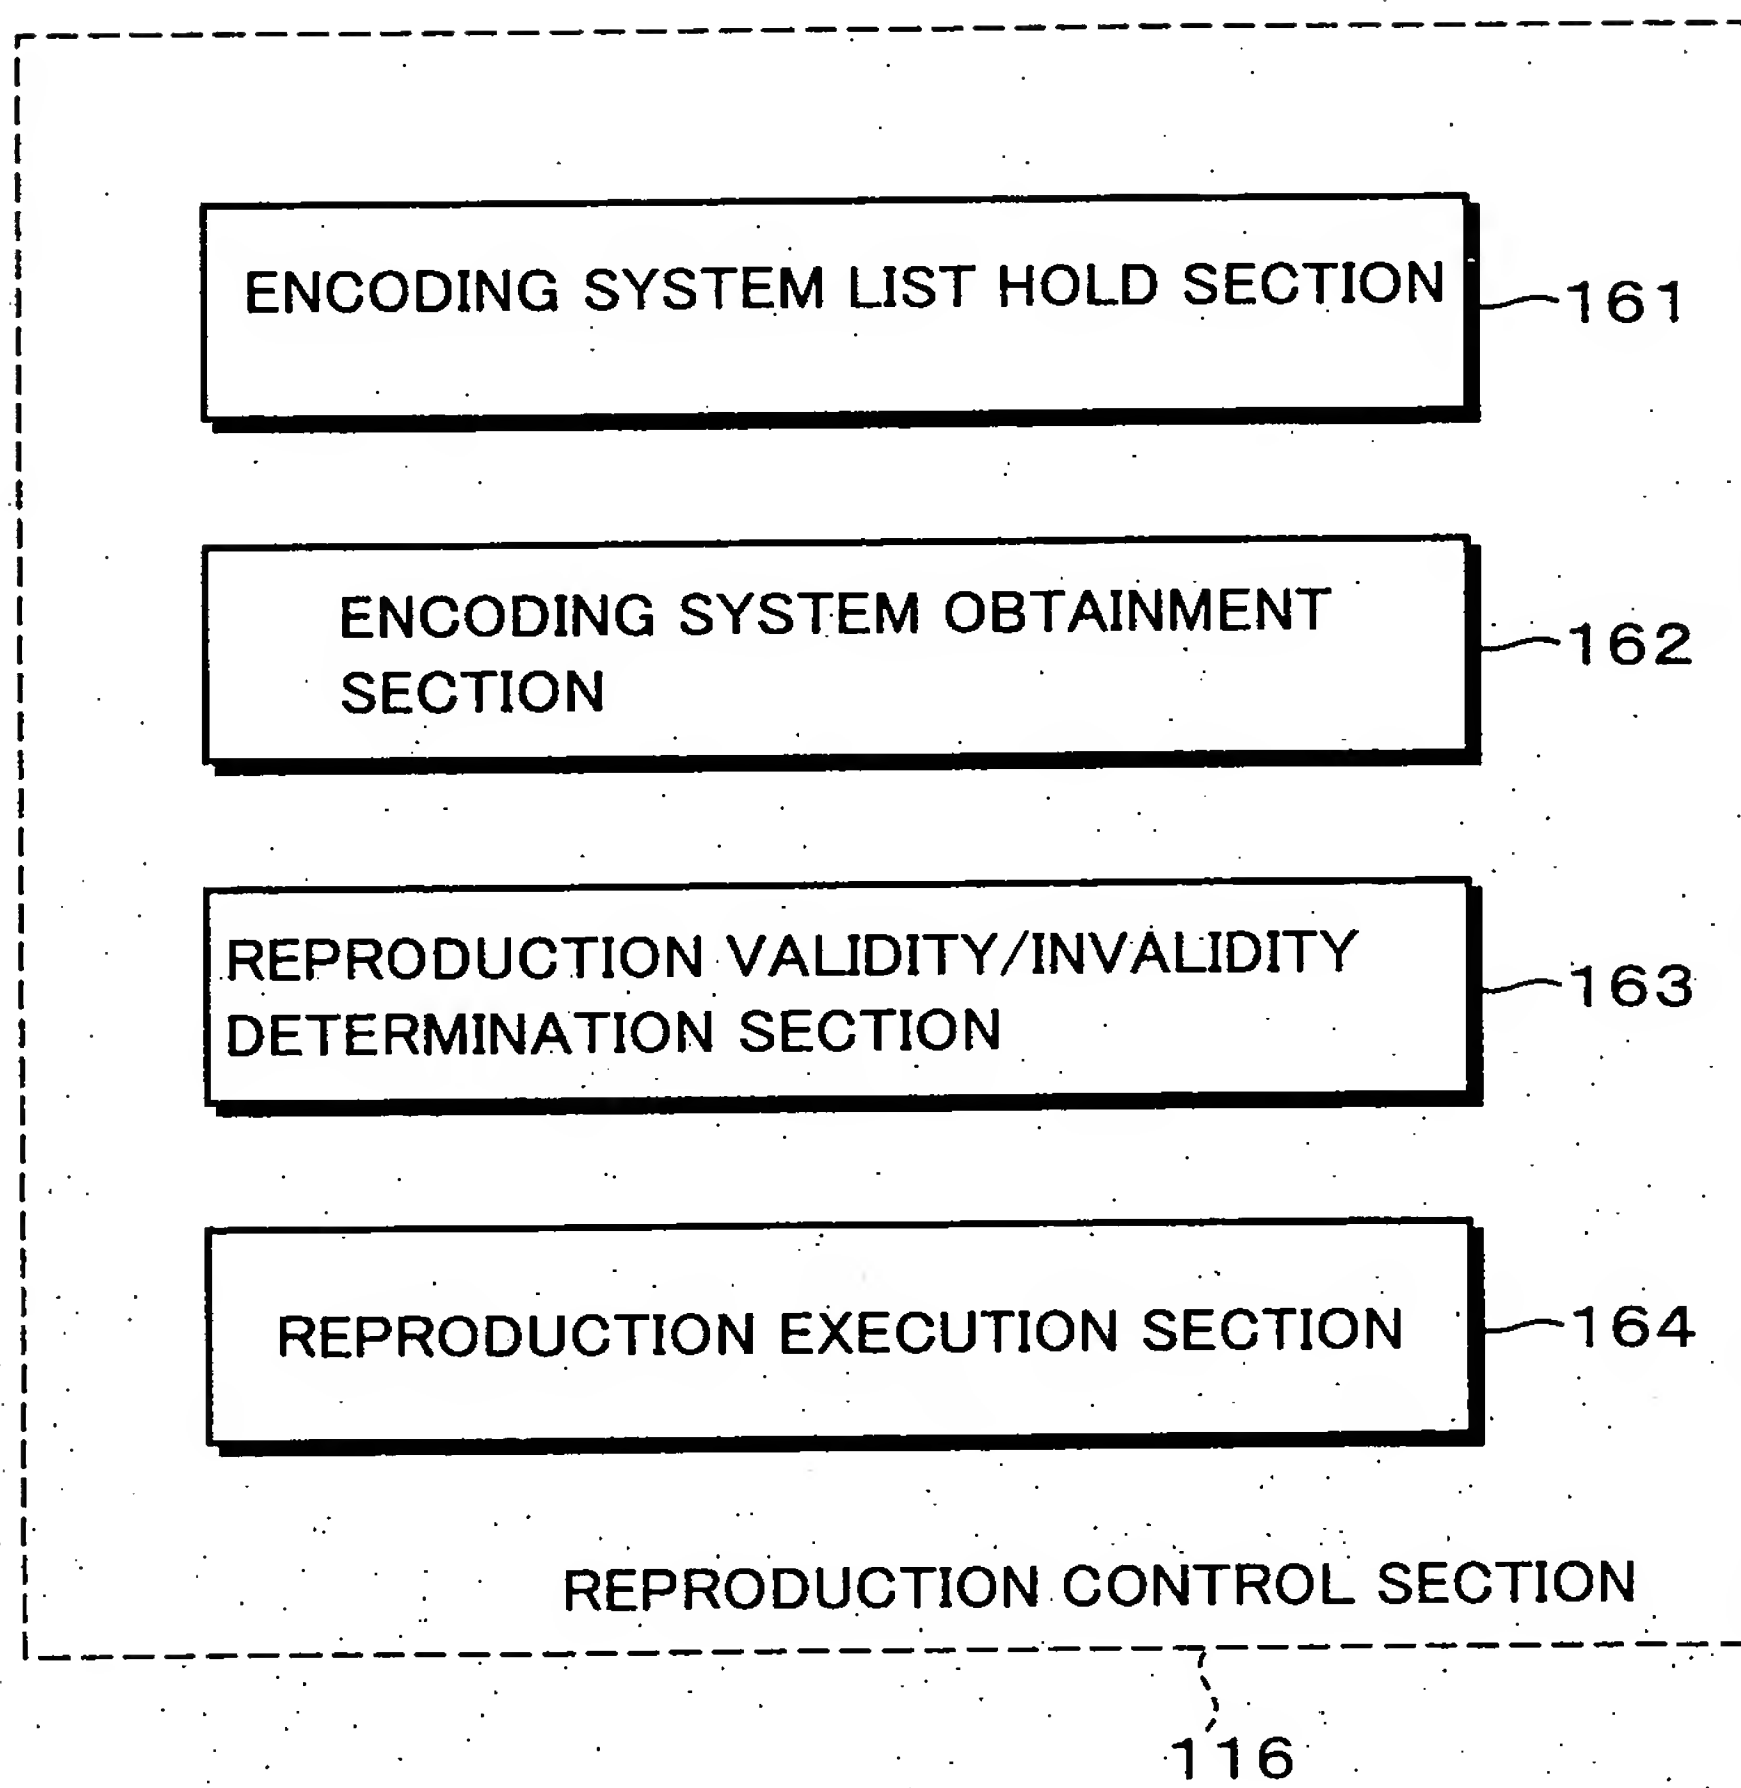 ENCODING SYSTEM LIST HOLD SECTION
161
ENCODING SYSTEM OBTAINMENT
SECTION
162
REPRODUCTION VALIDITY/INVALIDITY
DETERMINATION SECTION
163
REPRODUCTION EXECUTION SECTION
164
REPRODUCTION CONTROL SECTION
116